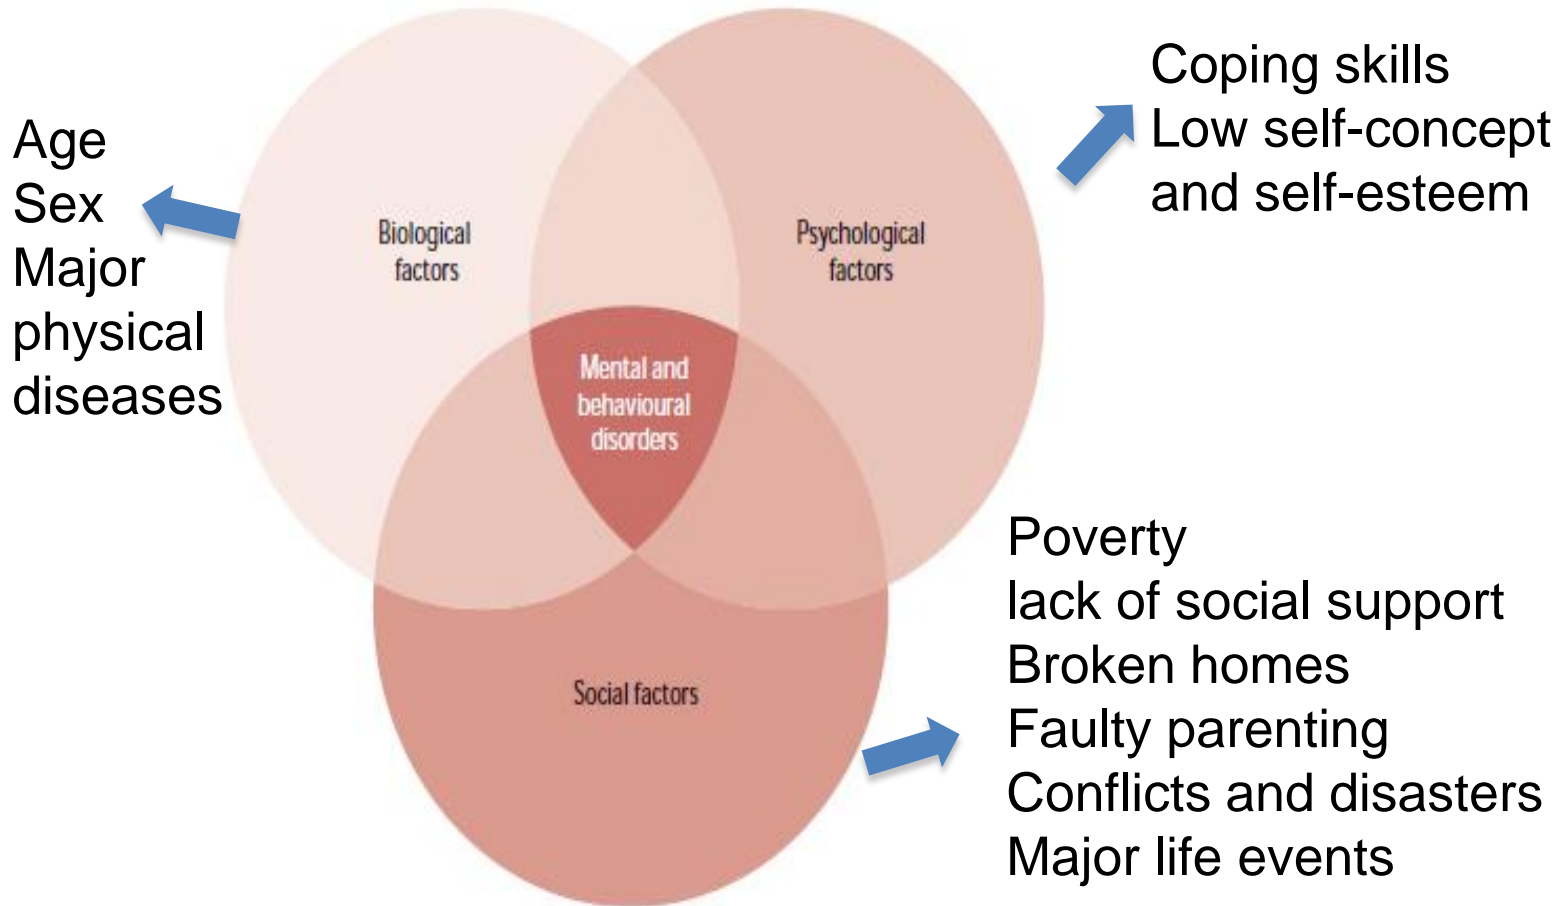 Age
Sex
Major
physical
diseases
Biological
factors
Psychological
factors
Coping skills
Low self-concept
and self-esteem
Mental and
behavioural
disorders
Social factors
Poverty
lack of social support
Broken homes
Faulty parenting
Conflicts and disasters
Major life events